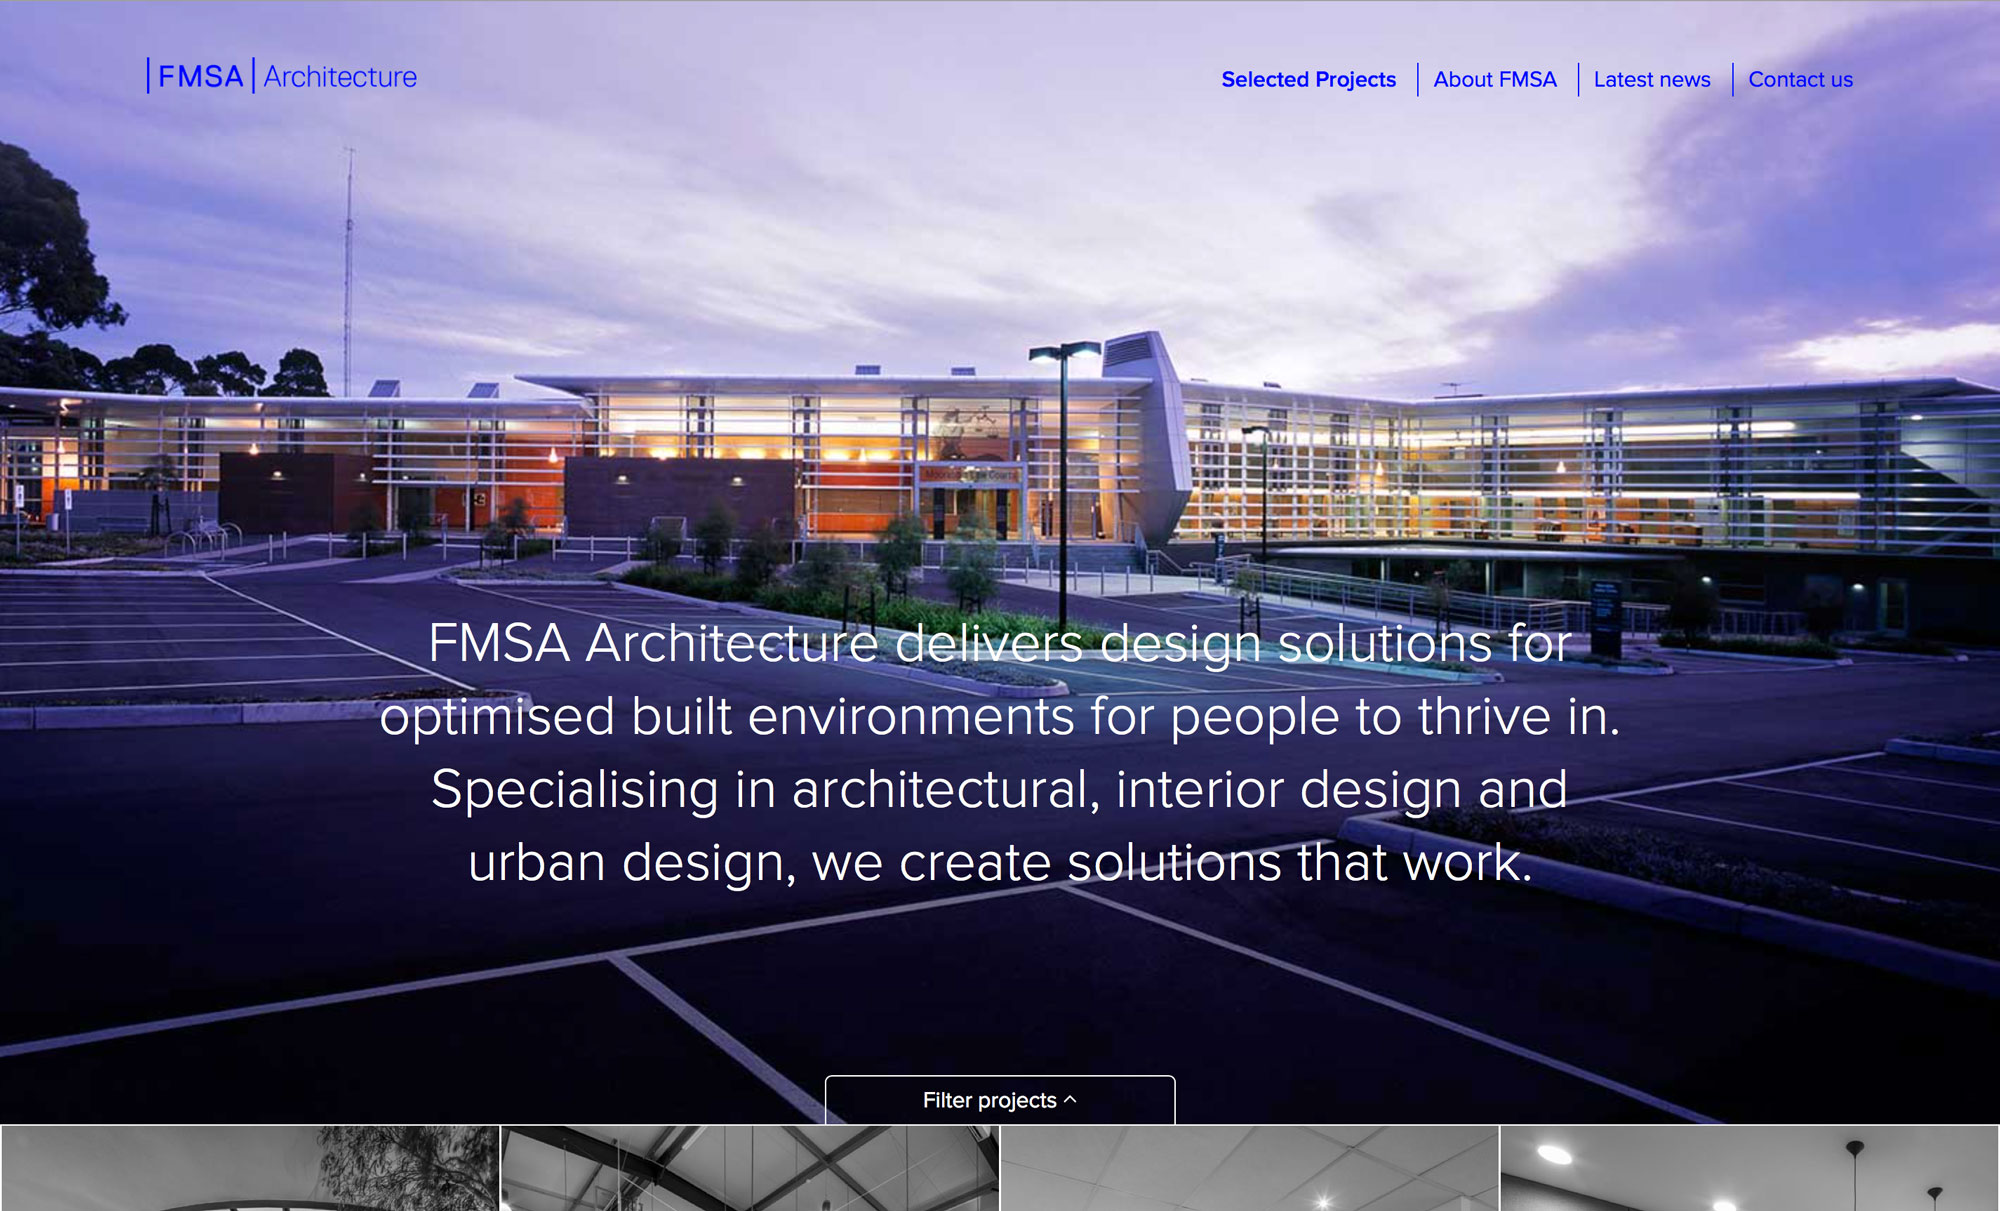 |FMSA| Architecture
Selected Projects | About FMSA | Latest news | Contact us
FMSA Architecture delivers design solutions for
optimised built environments for people to thrive in.
Specialising in architectural, interior design and
urban design, we create solutions that work.
Filter projects ^